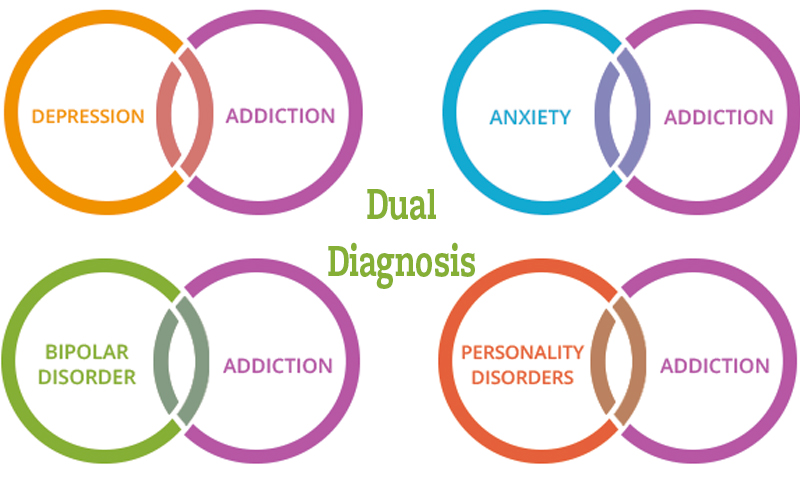 DEPRESSION
ADDICTION
ANXIETY
ADDICTION
Dual
Diagnosis
BIPOLAR
DISORDER
ADDICTION
PERSONALITY
DISORDERS
ADDICTION